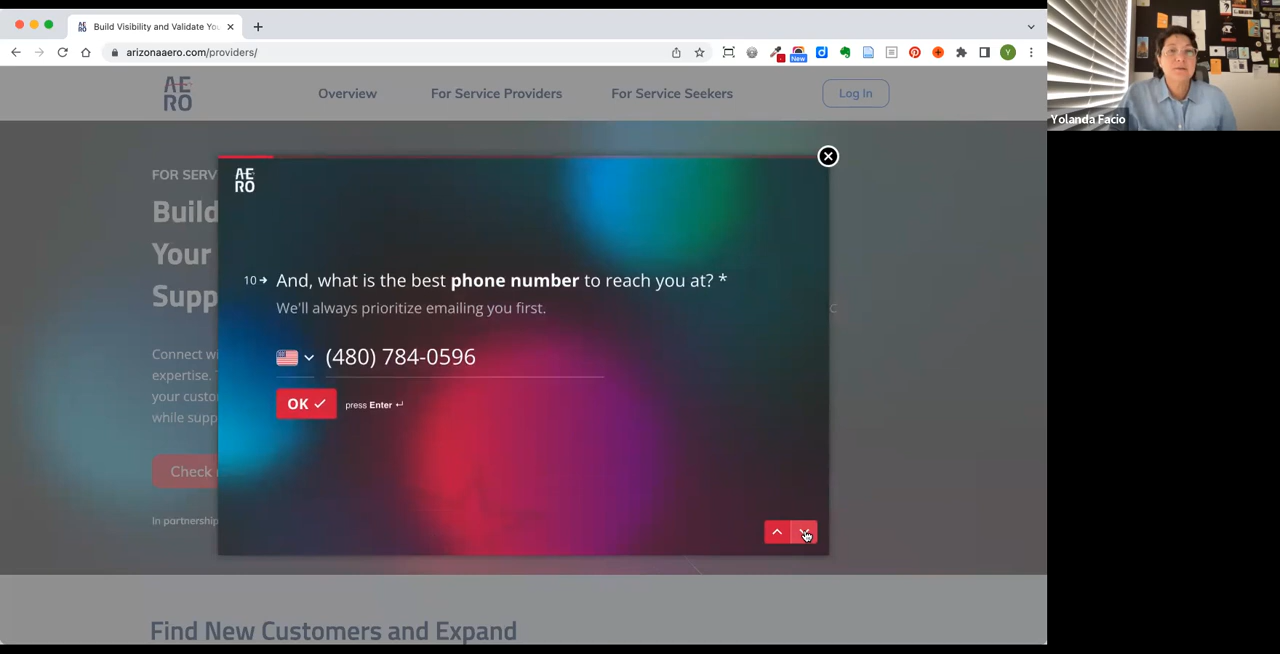 Build Visibility and Validate Yo
arizonaaero.com/providers/
New
Y
AE
RO
Overview
For Service Providers
For Service Seekers
Log In
Yolanda Facio
FOR SERV
Build
Your
Supp
Connect wi
expertise.
your custo
while supp
Check
In partnership
AE
RO
10 And, what is the best phone number to reach you at? *
We'll always prioritize emailing you first.
(480) 784-0596
OK
press Enter ↵
Find New Customers and Expand